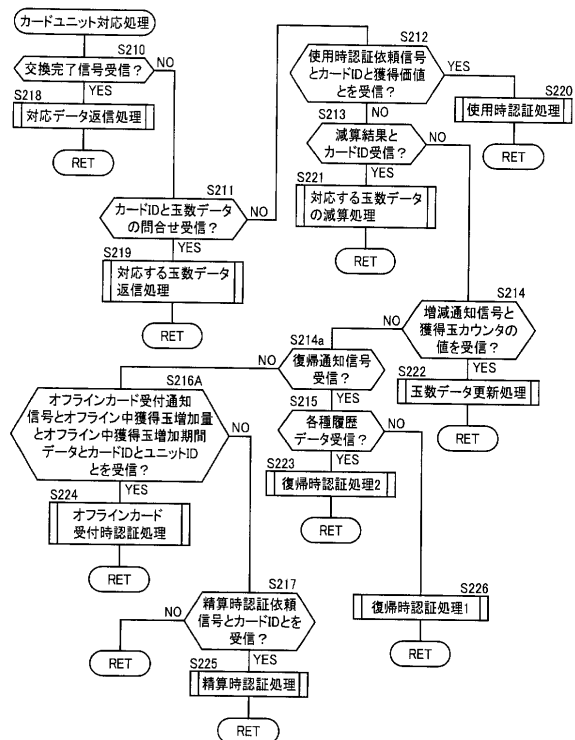 カードユニット対応処理
S210
交換完了信号受信？
NO
YES
S218
対応データ返信処理
RET
S211
カードIDと玉数データ
の問合せ受信？
NO
YES
S219
対応する玉数データ
返信処理
RET
S212
使用時認証依頼信号
とカードIDと獲得価値
とを受信？
YES
NO
S220
使用時認証処理
RET
S213
減算結果と
カードID受信？
NO
YES
S221
対応する玉数データ
の減算処理
RET
S214
増減通知信号と
獲得玉カウンタの
値を受信？
NO
YES
S222
玉数データ更新処理
RET
S214a
復帰通知信号
受信？
NO
YES
S215
各種履歴
データ受信？
NO
YES
S223
復帰時認証処理2
RET
S226
復帰時認証処理1
RET
S216A
オフラインカード受付通知
信号とオフライン中獲得玉増加量
とオフライン中獲得玉増加期間
データとカードIDとユニットID
とを受信？
NO
YES
S224
オフラインカード
受付時認証処理
RET
S217
精算時認証依頼
信号とカードIDとを
受信？
NO
YES
RET
S225
精算時認証処理
RET